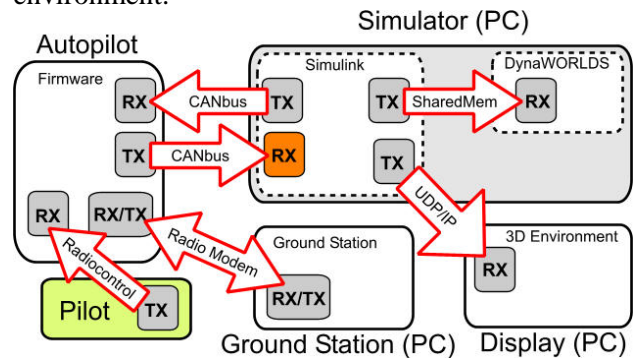 environment.
Simulator (PC)
Autopilot
Firmware
Simulink
DynaWORLDS
RX
CANbus
TX
TX
SharedMem
RX
TX
CANbus
RX
TX
UDP/IP
RX
RX/TX
Radio Modem
Ground Station
3D Environment
RX
Radiocontrol
RX/TX
Pilot
TX
Ground Station (PC)
Display (PC)